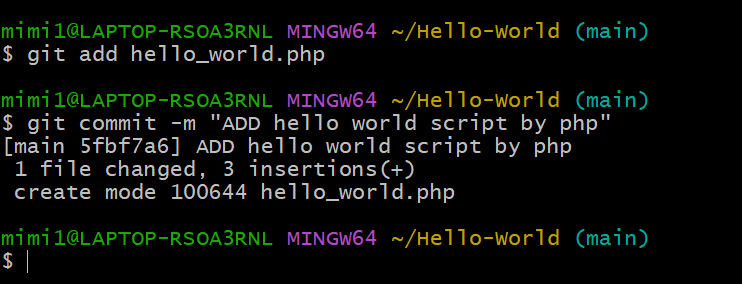 mimi1@LAPTOP-RSOA3RNL MINGW64 ~/Hello-World (main)
$ git add hello_world.php
mimi1@LAPTOP-RSOA3RNL MINGW64 ~/Hello-World (main)
$ git commit -m "ADD hello world script by php"
[main 5fbf7a6] ADD hello world script by php
 1 file changed, 3 insertions(+)
 create mode 100644 hello_world.php
mimi1@LAPTOP-RSOA3RNL MINGW64 ~/Hello-World (main)
$